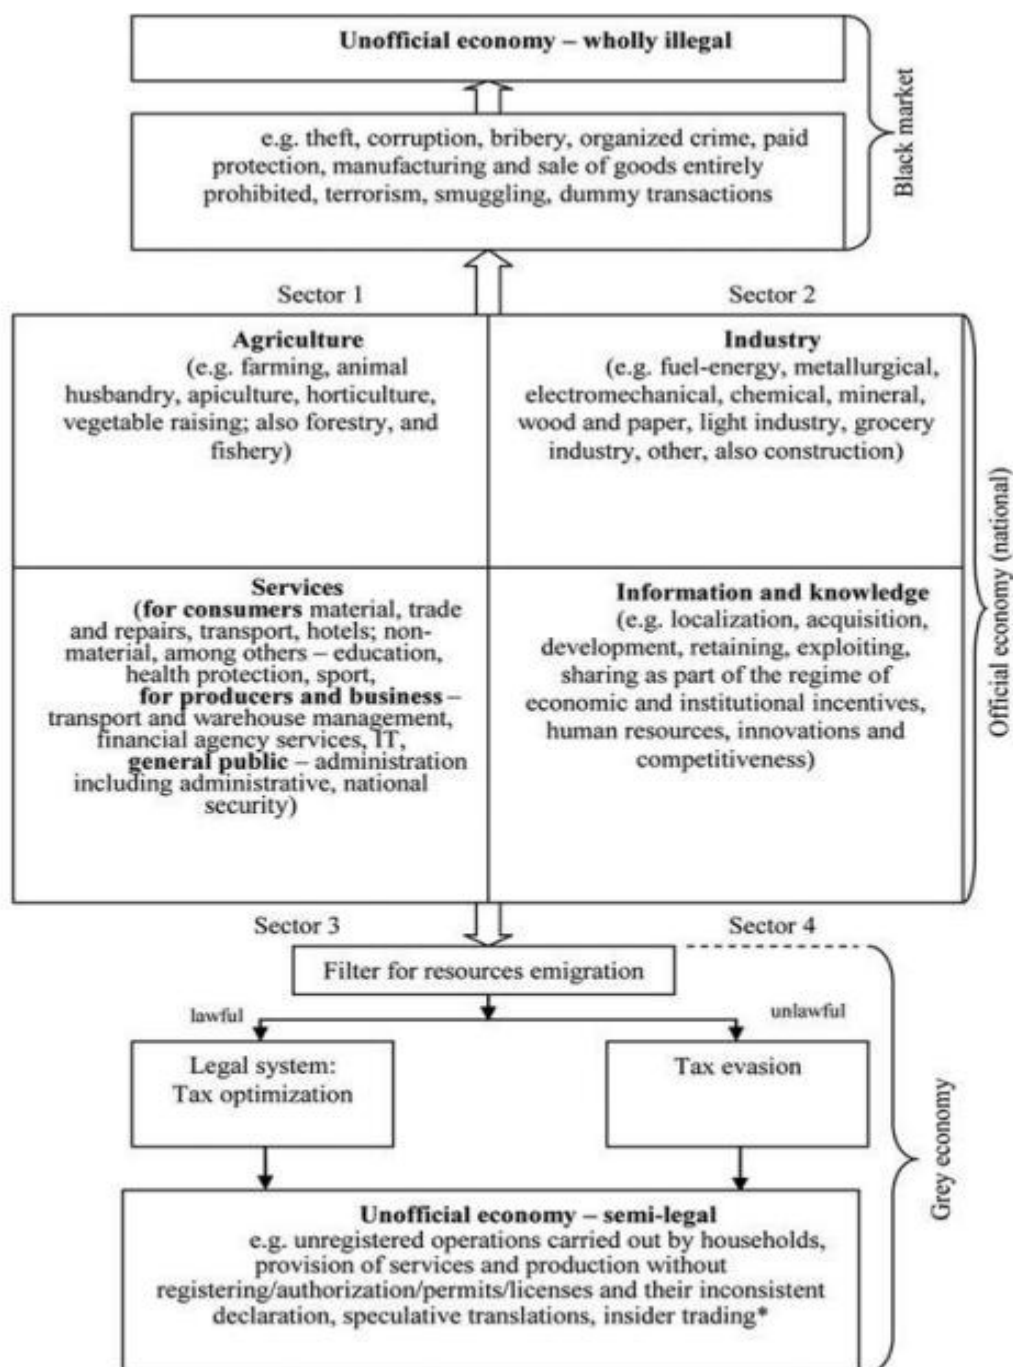 Unofficial economy – wholly illegal
e.g. theft, corruption, bribery, organized crime, paid
protection, manufacturing and sale of goods entirely
prohibited, terrorism, smuggling, dummy transactions
Black market
Sector 1
Sector 2
Agriculture
(e.g. farming, animal
husbandry, apiculture, horticulture,
vegetable raising; also forestry, and
fishery)
Industry
(e.g. fuel-energy, metallurgical,
electromechanical, chemical, mineral,
wood and paper, light industry, grocery
industry, other, also construction)
Services
(for consumers material, trade
and repairs, transport, hotels; non-
material, among others – education,
health protection, sport,
for producers and business –
transport and warehouse management,
financial agency services, IT,
general public – administration
including administrative, national
security)
Information and knowledge
(e.g. localization, acquisition,
development, retaining, exploiting,
sharing as part of the regime of
economic and institutional incentives,
human resources, innovations and
competitiveness)
Official economy (national)
Sector 3
Sector 4
Filter for resources emigration
lawful
unlawful
Legal system:
Tax optimization
Tax evasion
Unofficial economy – semi-legal
e.g. unregistered operations carried out by households,
provision of services and production without
registering/authorization/permits/licenses and their inconsistent
declaration, speculative translations, insider trading*
Grey economy